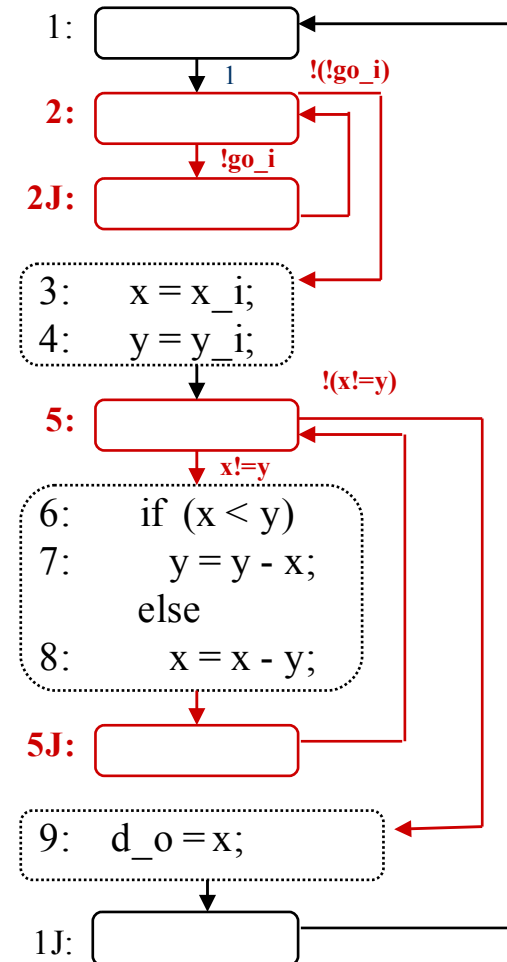 1:
1
!(!go_i)
2:
!go_i
2J:
3: x = x_i;
4: y = y_i;
!(x!=y)
5:
x!=y
6: if (x < y)
7: y = y - x;
else
8: x = x - y;
5J:
9: d_o = x;
1J: